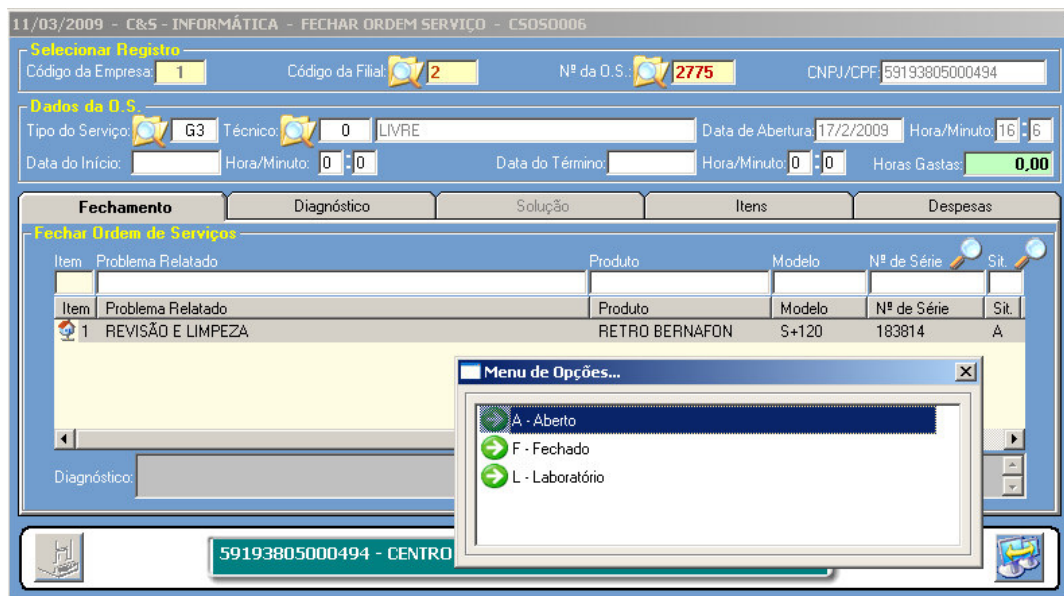 11/03/2009 - C&S - INFORMÁTICA - FECHAR ORDEM SERVIÇO - CSOSO006
Selecionar Registro
Código da Empresa: 1 Código da Filial: 2 Nº da O.S.: 2775 CNPJ/CPF: 59193805000494
Dados da O.S.
Tipo do Serviço: G3 Técnico: 0 LIVRE Data de Abertura: 17/2/2009 Hora/Minuto: 16 : 6
Data do Início: Hora/Minuto: 0 : 0 Data do Término: Hora/Minuto: 0 : 0 Horas Gastas: 0,00
Fechamento Diagnóstico Solução Itens Despesas
Fechar Ordem de Serviços
Item Problema Relatado Produto Modelo Nº de Série Sit.
Item Problema Relatado Produto Modelo Nº de Série Sit.
1 REVISÃO E LIMPEZA RETRO BERNAFON S+120 183814 A
Menu de Opções...
A - Aberto
F - Fechado
L - Laboratório
Diagnóstico:
59193805000494 - CENTRO